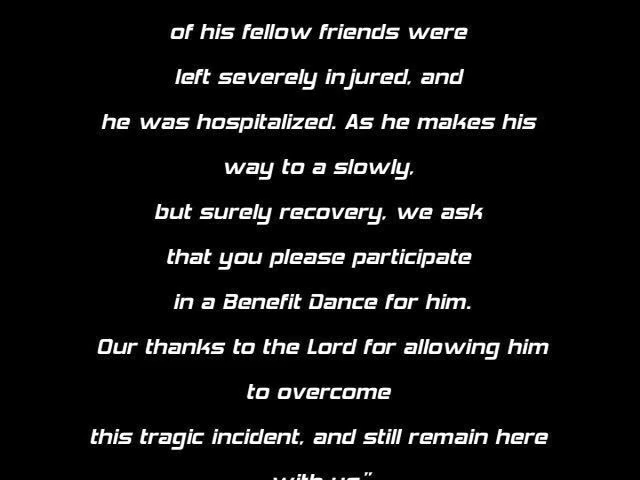 of his fellow friends were
left severely injured, and
he was hospitalized. As he makes his
way to a slowly,
but surely recovery, we ask
that you please participate
in a Benefit Dance for him.
Our thanks to the Lord for allowing him
to overcome
this tragic incident, and still remain here
with us"